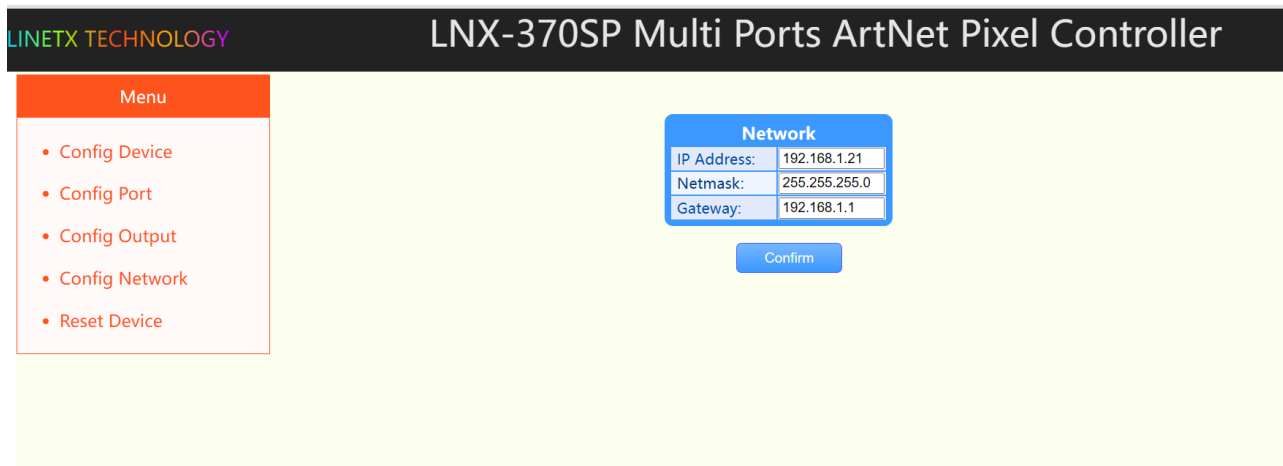 LINETX TECHNOLOGY
LNX-370SP Multi Ports ArtNet Pixel Controller
Menu
• Config Device
• Config Port
• Config Output
• Config Network
• Reset Device
Network
IP Address: 192.168.1.21
Netmask: 255.255.255.0
Gateway: 192.168.1.1
Confirm